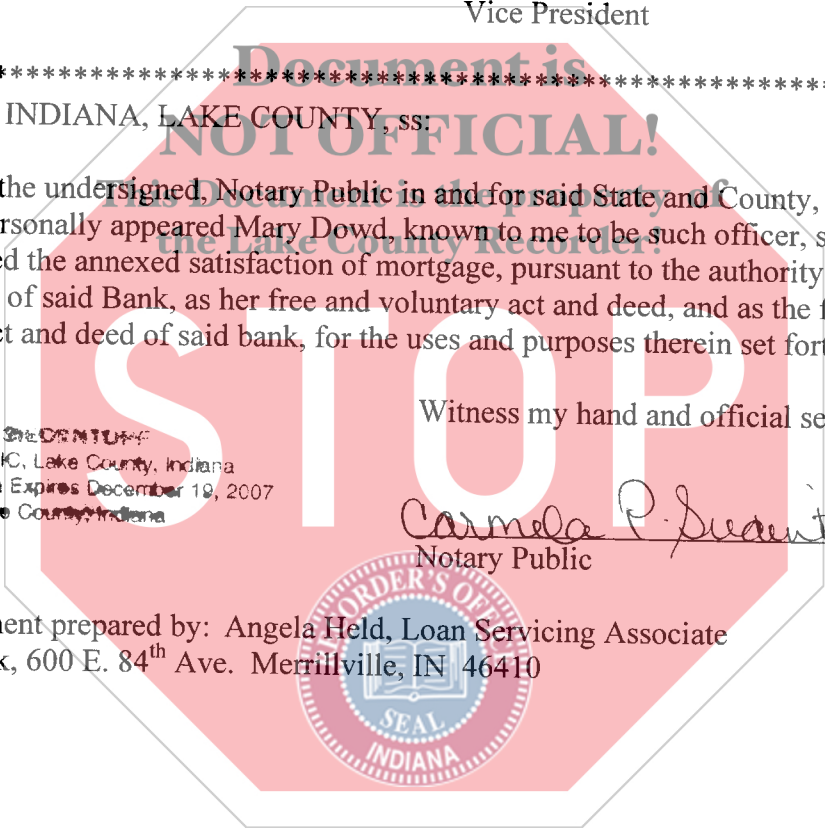 Vice President
Document is
*****************************************************************
INDIANA, LAKE COUNTY, ss:
NOT OFFICIAL!
the undersigned, Notary Public in and for said State and County,
This Document is the property of
rsonally appeared Mary Dowd, known to me to be such officer, s
the Lake County Recorder!
ed the annexed satisfaction of mortgage, pursuant to the authority
of said Bank, as her free and voluntary act and deed, and as the f
ct and deed of said bank, for the uses and purposes therein set fort
STOP
Witness my hand and official se
IC, Lake County, Indiana
Expires December 19, 2007
County, Indiana
Carmela P.
Notary Public
nent prepared by: Angela Held, Loan Servicing Associate
k, 600 E. 84th Ave. Merrillville, IN 46410
RECORDER'S OFFICE
SEAL
INDIANA